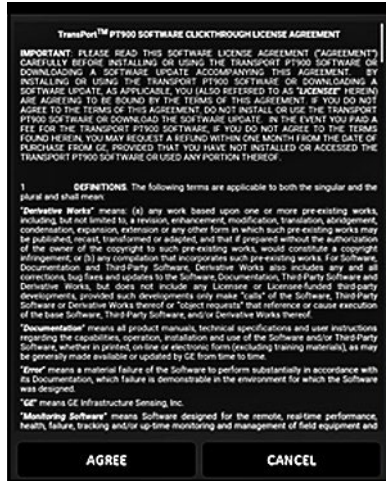 TransPort™ PT900 SOFTWARE CLICKTHROUGH LICENSE AGREEMENT
IMPORTANT: PLEASE READ THIS SOFTWARE LICENSE AGREEMENT ("AGREEMENT")
CAREFULLY BEFORE INSTALLING OR USING THE TRANSPORT PT900 SOFTWARE OR
DOWNLOADING A SOFTWARE UPDATE ACCOMPANYING THIS AGREEMENT. BY
INSTALLING OR USING THE TRANSPORT PT900 SOFTWARE OR DOWNLOADING A
SOFTWARE UPDATE, AS APPLICABLE, YOU (ALSO REFERRED TO AS "LICENSEE" HEREIN)
ARE AGREEING TO BE BOUND BY THE TERMS OF THIS AGREEMENT. IF YOU DO NOT
AGREE TO THE TERMS OF THIS AGREEMENT, DO NOT INSTALL OR USE THE TRANSPORT
PT900 SOFTWARE OR DOWNLOAD THE SOFTWARE UPDATE. IN THE EVENT YOU PAID A
FEE FOR THE TRANSPORT PT900 SOFTWARE, IF YOU DO NOT AGREE TO THE TERMS
FOUND HEREIN, YOU MAY REQUEST A REFUND WITHIN ONE MONTH FROM THE DATE OF
PURCHASE FROM GE, PROVIDED THAT YOU HAVE NOT INSTALLED OR ACCESSED THE
TRANSPORT PT900 SOFTWARE OR USED ANY PORTION THEREOF.
1 DEFINITIONS. The following terms are applicable to both the singular and the
plural and shall mean:
"Derivative Works" means: (a) any work based upon one or more pre-existing works,
including, but not limited to, a revision, enhancement, modification, translation, abridgement,
condensation, expansion, extension or any other form in which such pre-existing works may
be published, recast, transformed or adapted, and that if prepared without the authorization
of the owner of the copyright to such pre-existing works, would constitute a copyright
infringement; or (b) any compilation that incorporates such pre-existing works. For Software,
Documentation and Third-Party Software, Derivative Works also includes any and all
corrections, bug fixes and updates to the Software, Documentation, Third-Party Software and
Derivative Works, but does not include any Licensee or Licensee-funded third-party
developments, provided such developments only make "calls" of the Software, Third-Party
Software or Derivative Works thereof or "object requests" that reference or cause execution
of the base Software, Third-Party Software, and/or Derivative Works thereof.
"Documentation" means all product manuals, technical specifications and user instructions
regarding the capabilities, operation, installation and use of the Software and/or Third-Party
Software, whether in printed, on-line or electronic form (excluding training materials), as may
be generally made available or updated by GE from time to time.
"Error" means a material failure of the Software to perform substantially in accordance with
its Documentation, which failure is demonstrable in the environment for which the Software
was designed.
"GE" means GE Infrastructure Sensing, Inc.
"Monitoring Software" means Software designed for the remote, real-time performance,
health, failure, tracking and/or up-time monitoring and management of field equipment and
AGREE
CANCEL